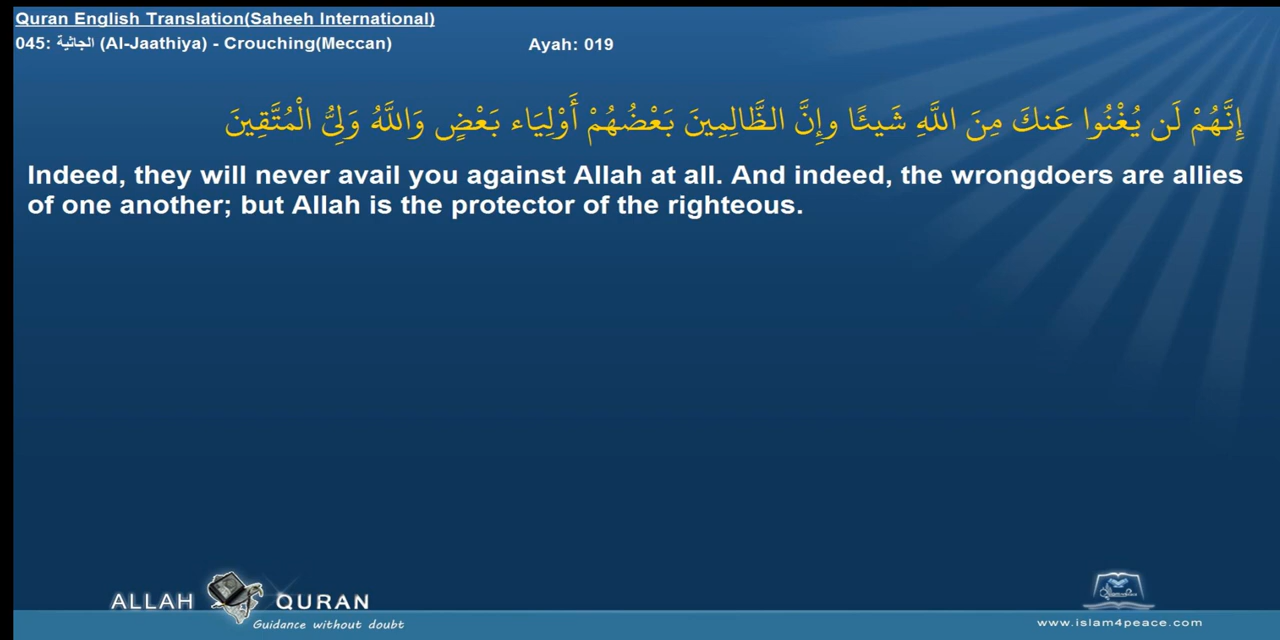 Quran English Translation(Saheeh International)
045: الجاثية (Al-Jaathiya) - Crouching(Meccan) Ayah: 019
إِنَّهُمْ لَن يُغْنُوا عَنكَ مِنَ اللَّهِ شَيئًا وإِنَّ الظَّالِمِينَ بَعْضُهُمْ أَوْلِيَاء بَعْضٍ وَاللَّهُ وَلِيُّ الْمُتَّقِينَ
Indeed, they will never avail you against Allah at all. And indeed, the wrongdoers are allies
of one another; but Allah is the protector of the righteous.
ALLAH QURAN
Guidance without doubt
www.islam4peace.com